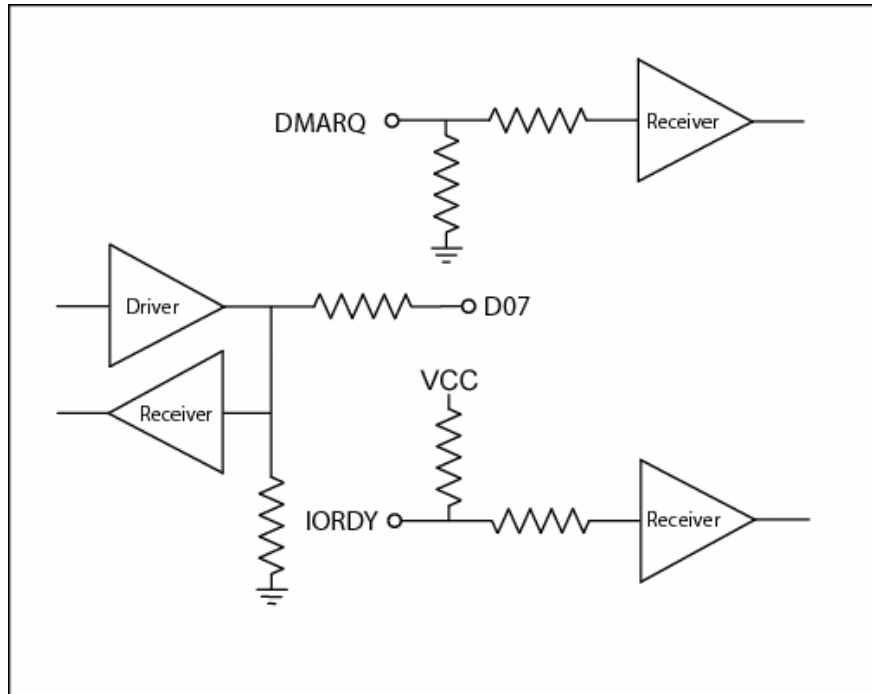 DMARQ
Receiver
Driver
D07
Receiver
VCC
IORDY
Receiver